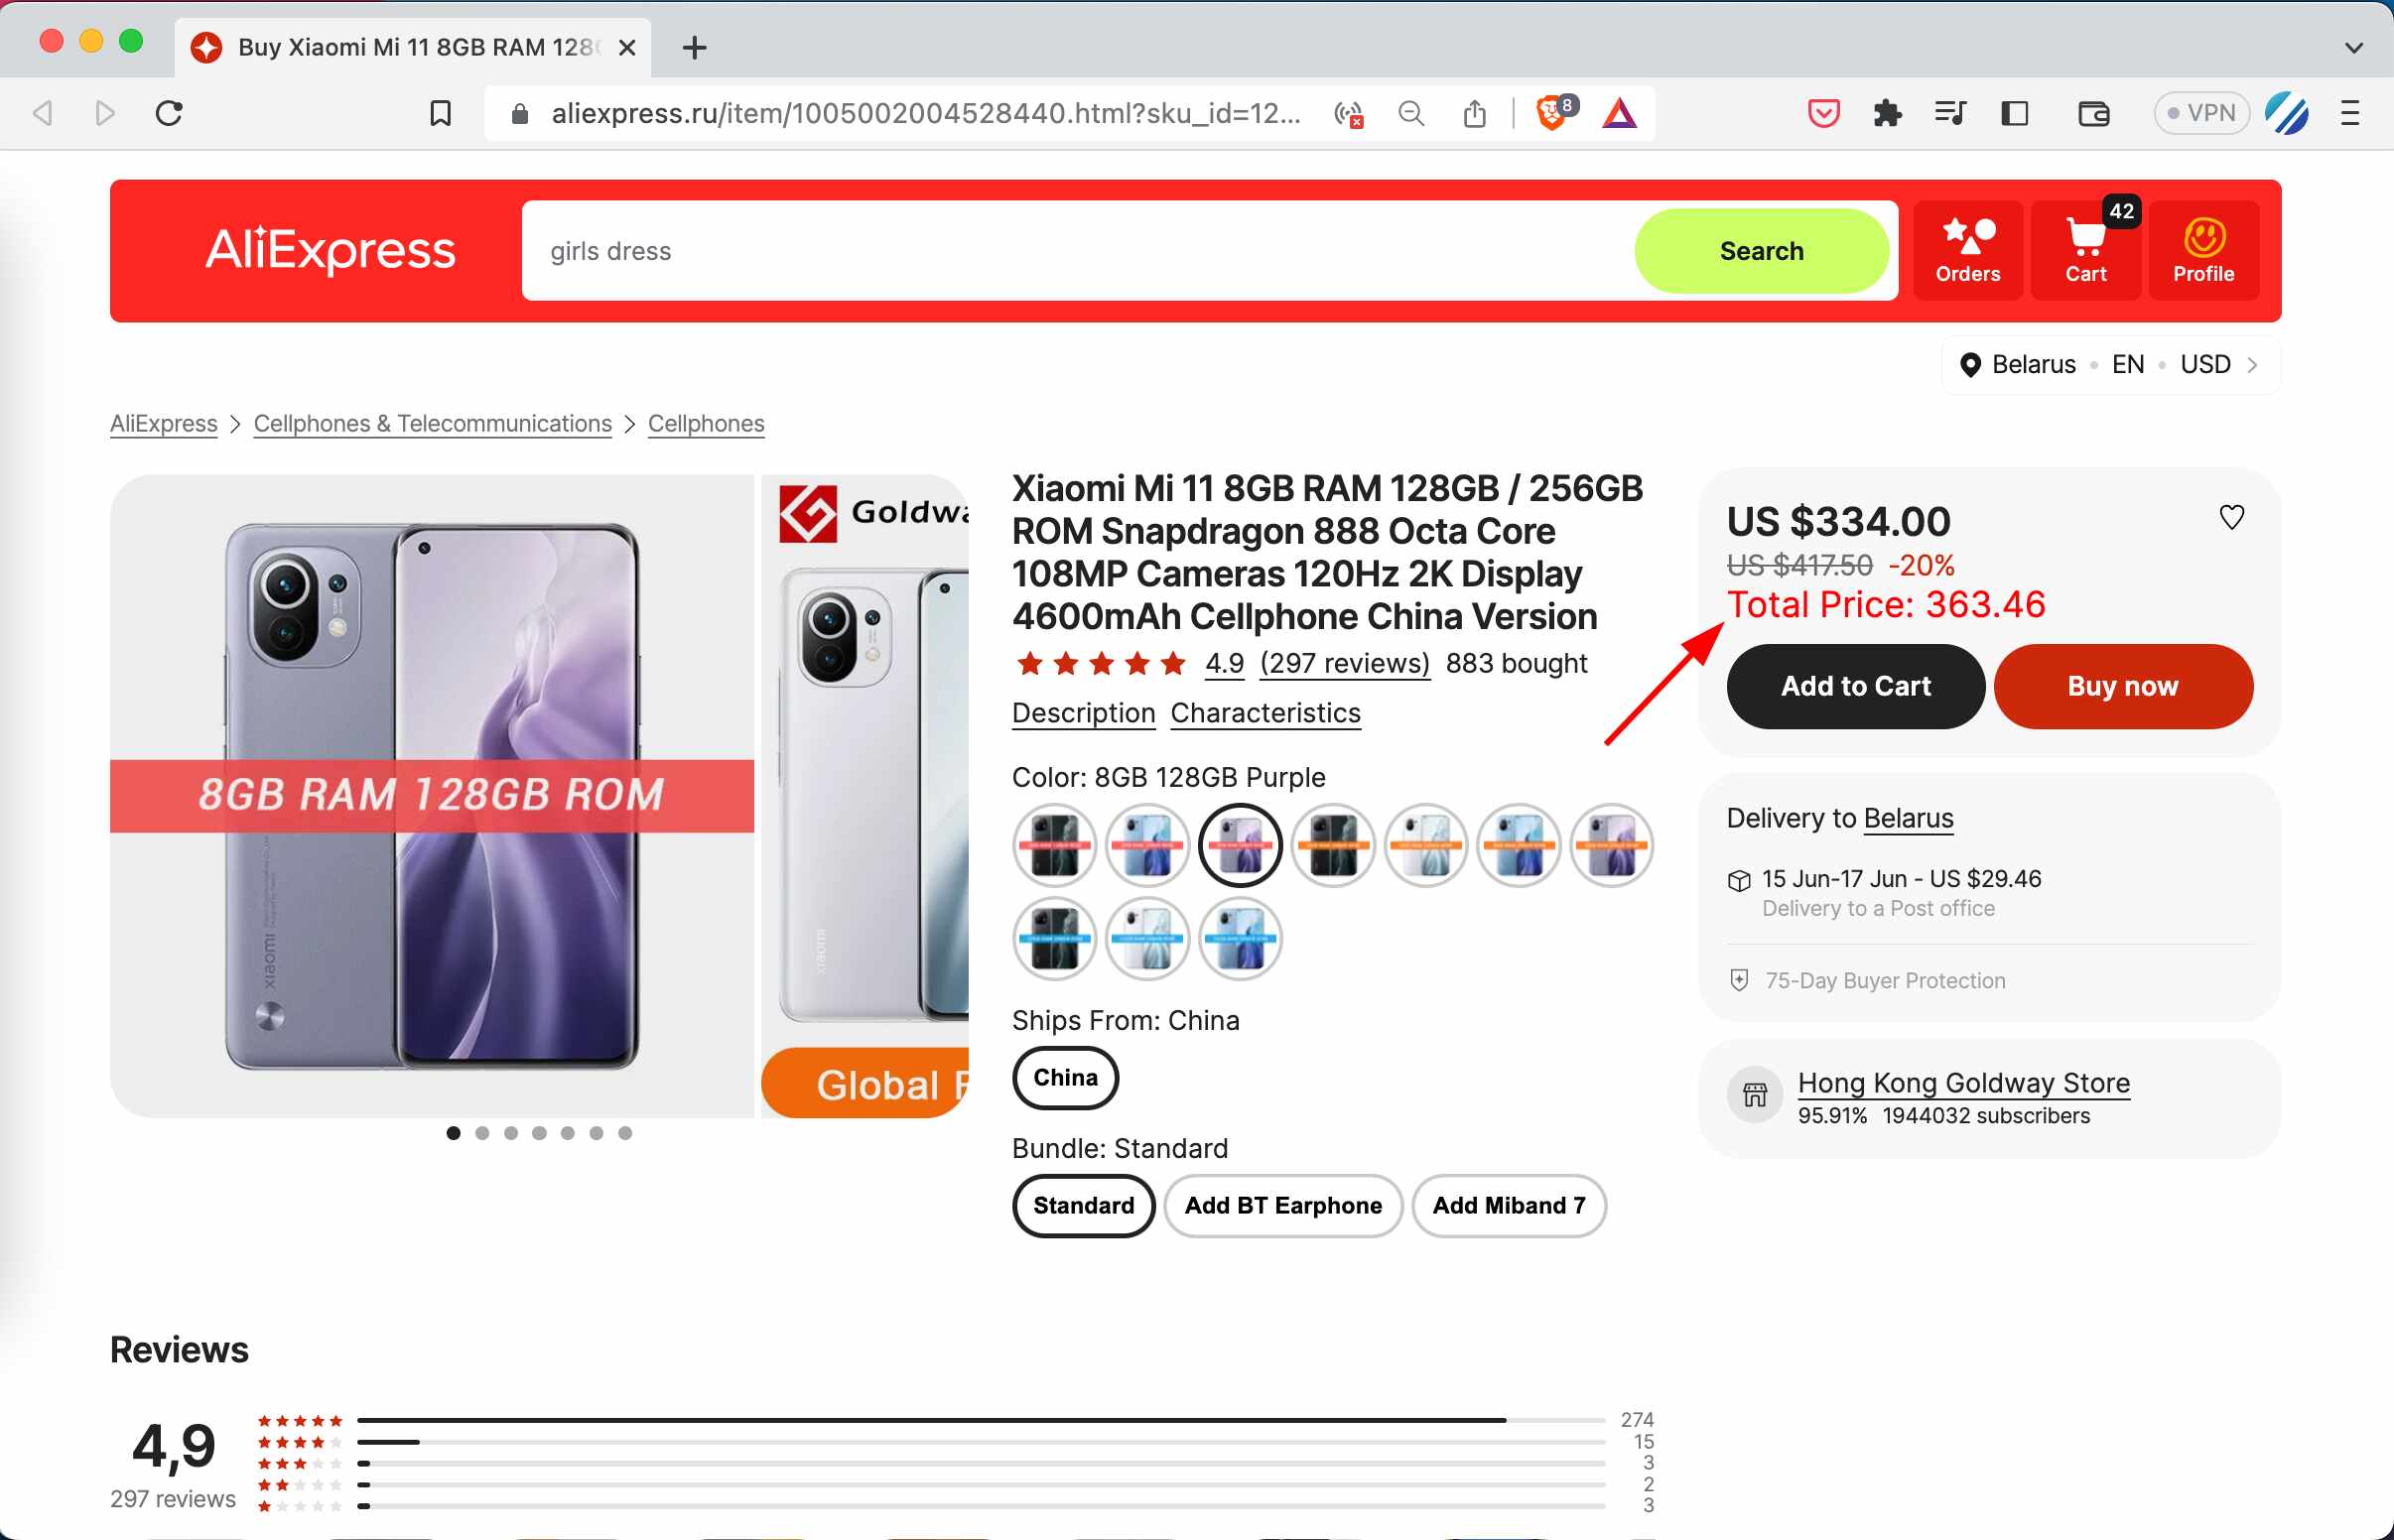 Buy Xiaomi Mi 11 8GB RAM 128
aliexpress.ru/item/1005002004528440.html?sku_id=12...
8
VPN
AliExpress
girls dress
Search
Orders
42
Cart
Profile
Belarus • EN • USD
AliExpress > Cellphones & Telecommunications > Cellphones
8GB RAM 128GB ROM
xiaomi
Goldwa
xiaomi
Global
Xiaomi Mi 11 8GB RAM 128GB / 256GB
ROM Snapdragon 888 Octa Core
108MP Cameras 120Hz 2K Display
4600mAh Cellphone China Version
4.9 (297 reviews) 883 bought
Description Characteristics
Color: 8GB 128GB Purple
Ships From: China
China
Bundle: Standard
Standard
Add BT Earphone
Add Miband 7
US $334.00
US $417.50 -20%
Total Price: 363.46
Add to Cart
Buy now
Delivery to Belarus
15 Jun-17 Jun - US $29.46
Delivery to a Post office
75-Day Buyer Protection
Hong Kong Goldway Store
95.91% 1944032 subscribers
Reviews
4,9
297 reviews
274
15
3
2
3